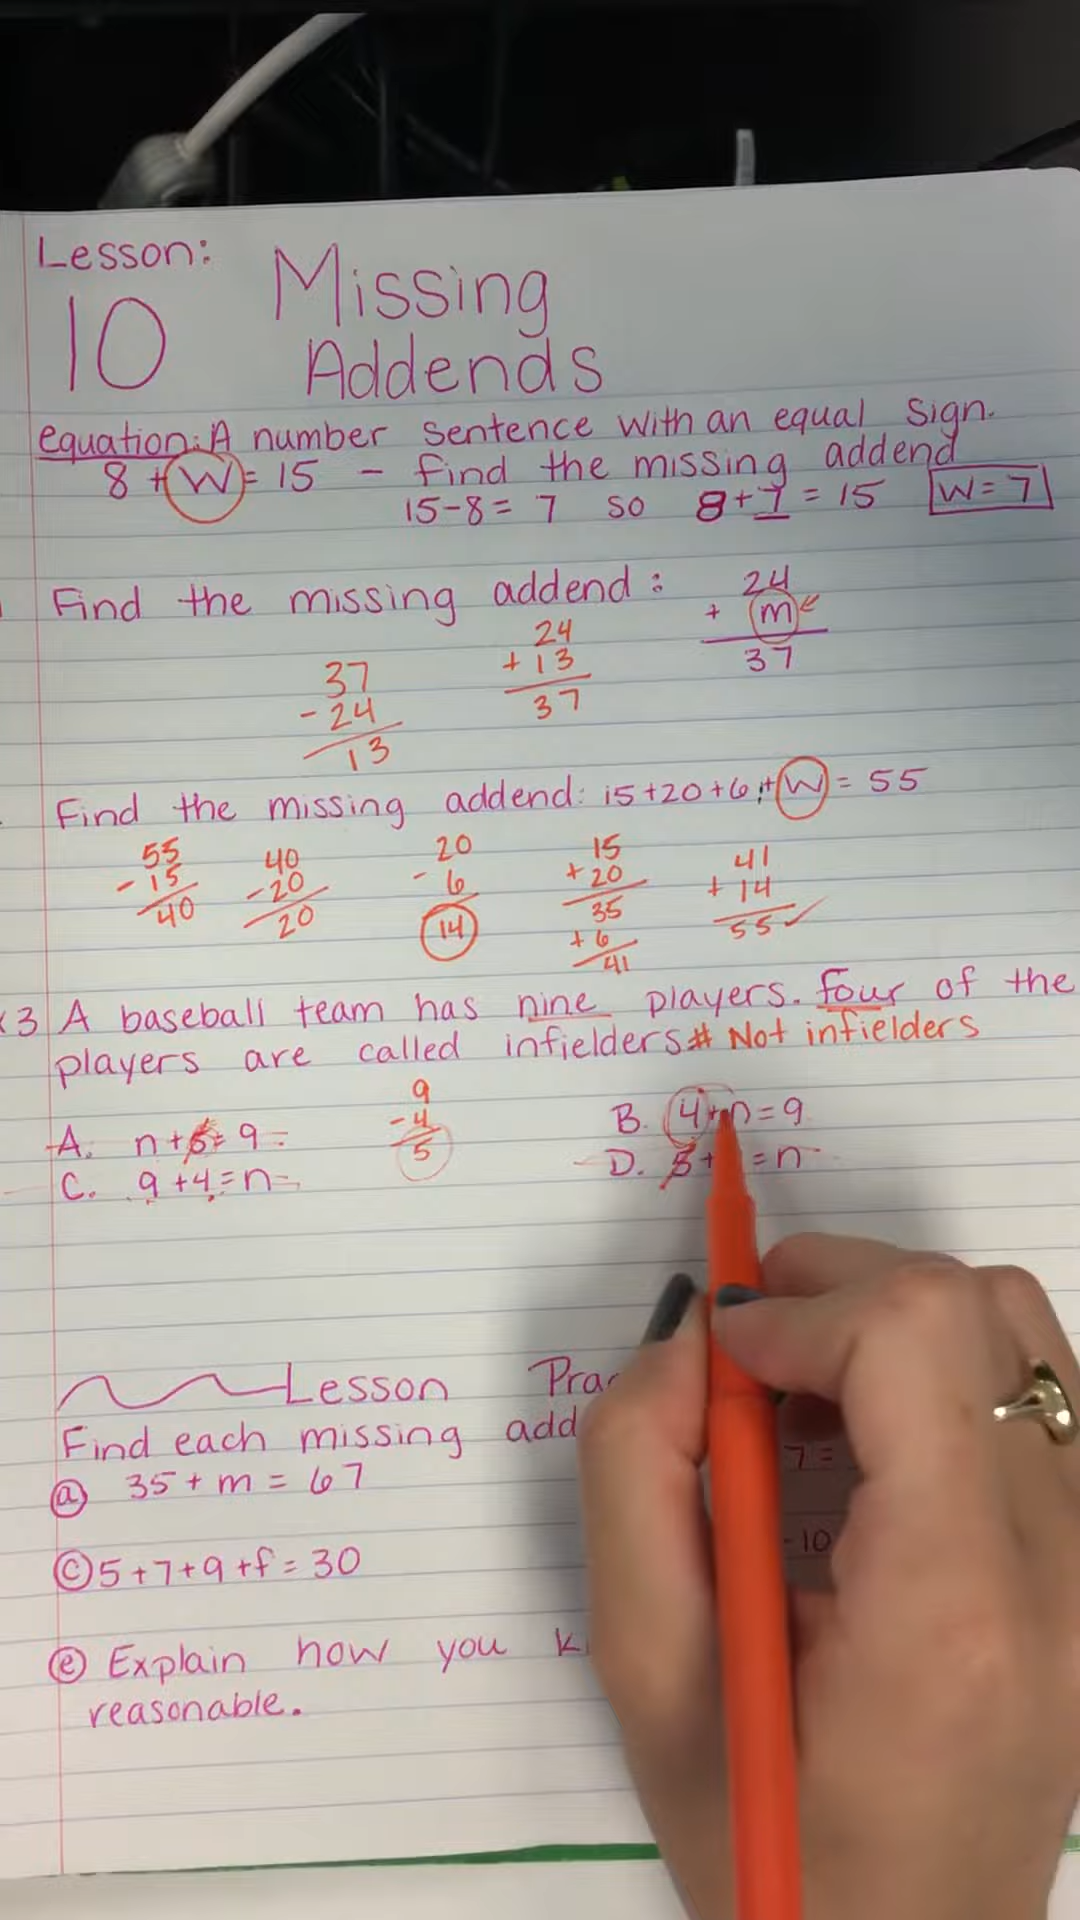 Lesson:
10 Missing
Addends
equation: A number sentence with an equal sign.
8 + w = 15 - find the missing addend
15-8= 7 so 8+7 = 15 W=7
Find the missing addend:
24
+ m
37
24
+ 13
37
37
- 24
13
Find the missing addend: 15+20+6+w = 55
55
- 15
40
40
-20
20
20
- 6
14
15
+ 20
35
+ 6
41
41
+ 14
55 ✓
3 A baseball team has nine players. Four of the
players are called infielders # Not infielders
9
-4
5
A. n+5=9 B. 4+n=9
C. 9+4=n D. 5+ =n
Lesson
Find each missing
ⓐ 35 + m = 67 7 =
ⓒ 5+7+9+f=30 10
ⓔ Explain how you
reasonable.